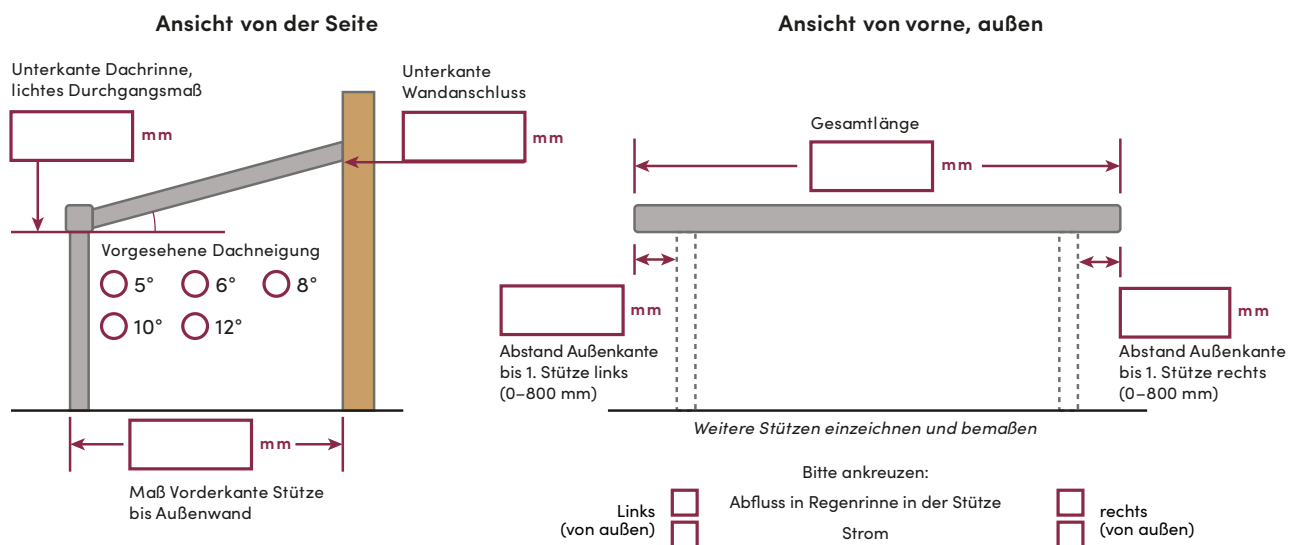 Ansicht von der Seite
Unterkante Dachrinne,
lichtes Durchgangsmaß
mm
Unterkante
Wandanschluss
mm
Vorgesehene Dachneigung
5° 6° 8°
10° 12°
mm
Maß Vorderkante Stütze
bis Außenwand
Ansicht von vorne, außen
Gesamtlänge
mm
mm
Abstand Außenkante
bis 1. Stütze links
(0–800 mm)
mm
Abstand Außenkante
bis 1. Stütze rechts
(0–800 mm)
Weitere Stützen einzeichnen und bemaßen
Bitte ankreuzen:
Links
(von außen)
Abfluss in Regenrinne in der Stütze
Strom
rechts
(von außen)